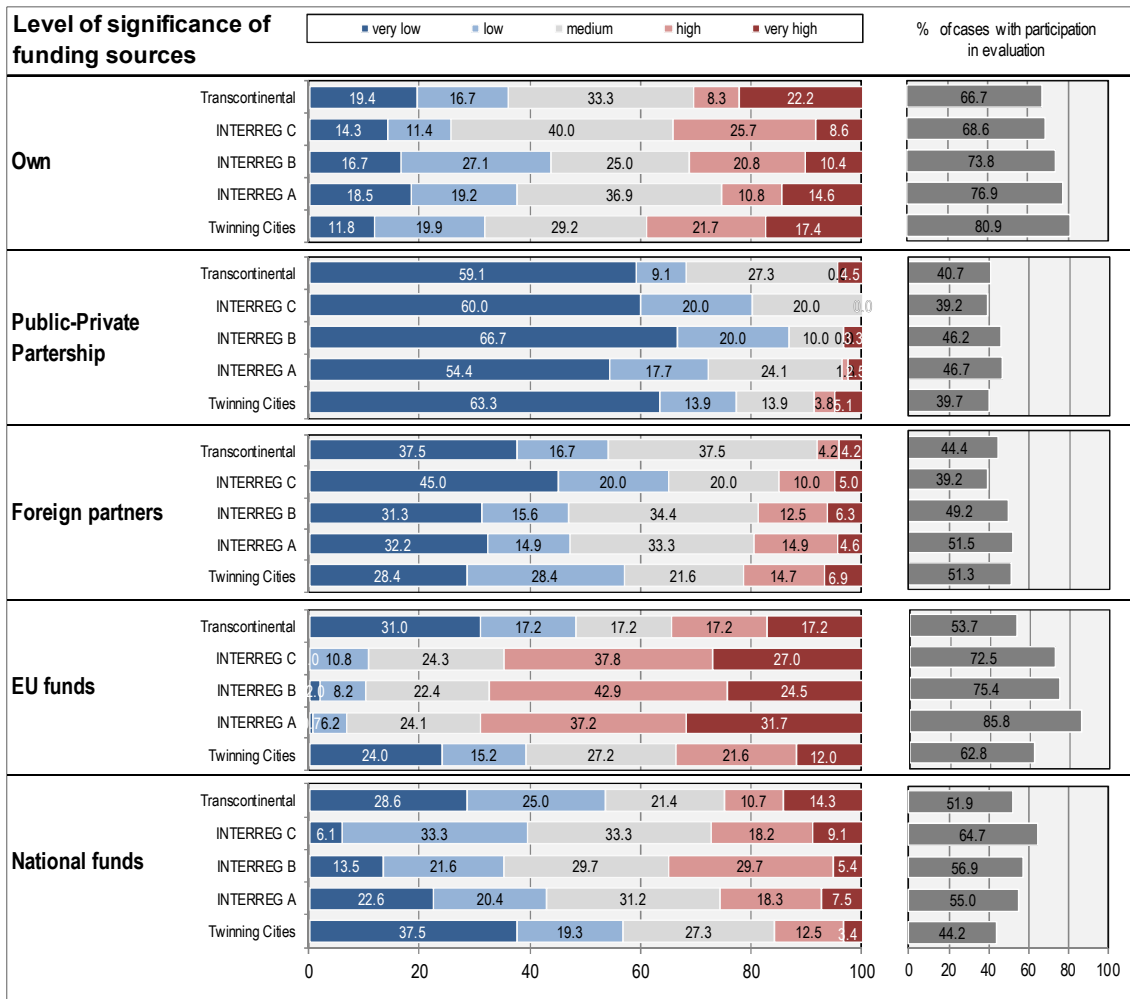 Level of significance of
funding sources
very low low medium high very high
% of cases with participation
in evaluation
Own
Transcontinental 19.4 16.7 33.3 8.3 22.2 66.7
INTERREG C 14.3 11.4 40.0 25.7 8.6 68.6
INTERREG B 16.7 27.1 25.0 20.8 10.4 73.8
INTERREG A 18.5 19.2 36.9 10.8 14.6 76.9
Twinning Cities 11.8 19.9 29.2 21.7 17.4 80.9
Public-Private
Partership
Transcontinental 59.1 9.1 27.3 4.5 40.7
INTERREG C 60.0 20.0 20.0 0.0 39.2
INTERREG B 66.7 20.0 10.0 3.3 46.2
INTERREG A 54.4 17.7 24.1 2.5 46.7
Twinning Cities 63.3 13.9 13.9 3.8 5.1 39.7
Foreign partners
Transcontinental 37.5 16.7 37.5 4.2 4.2 44.4
INTERREG C 45.0 20.0 20.0 10.0 5.0 39.2
INTERREG B 31.3 15.6 34.4 12.5 6.3 49.2
INTERREG A 32.2 14.9 33.3 14.9 4.6 51.5
Twinning Cities 28.4 28.4 21.6 14.7 6.9 51.3
EU funds
Transcontinental 31.0 17.2 17.2 17.2 17.2 53.7
INTERREG C 10.8 24.3 37.8 27.0 72.5
INTERREG B 2.0 8.2 22.4 42.9 24.5 75.4
INTERREG A 6.2 24.1 37.2 31.7 85.8
Twinning Cities 24.0 15.2 27.2 21.6 12.0 62.8
National funds
Transcontinental 28.6 25.0 21.4 10.7 14.3 51.9
INTERREG C 6.1 33.3 33.3 18.2 9.1 64.7
INTERREG B 13.5 21.6 29.7 29.7 5.4 56.9
INTERREG A 22.6 20.4 31.2 18.3 7.5 55.0
Twinning Cities 37.5 19.3 27.3 12.5 3.4 44.2
0 20 40 60 80 100 0 20 40 60 80 100